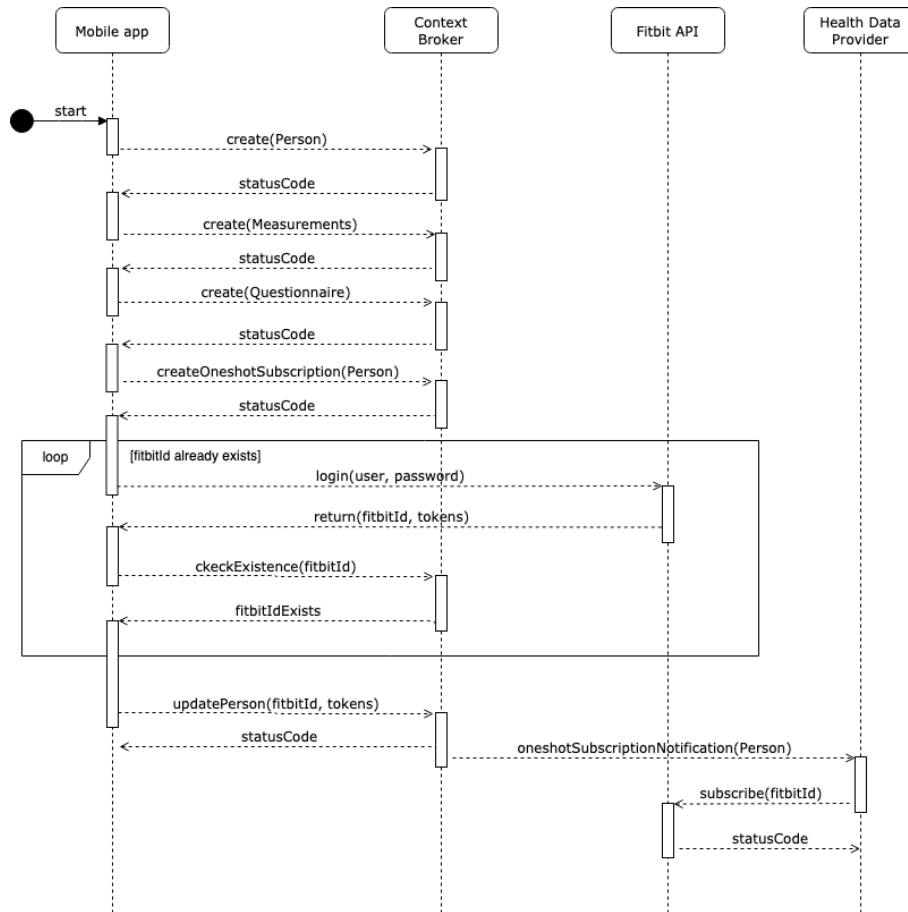 Mobile app
Context
Broker
Fitbit API
Health Data
Provider
start
create(Person)
statusCode
create(Measurements)
statusCode
create(Questionnaire)
statusCode
createOneshotSubscription(Person)
statusCode
loop
[fitbitId already exists]
login(user, password)
return(fitbitId, tokens)
ckeckExistence(fitbitId)
fitbitIdExists
updatePerson(fitbitId, tokens)
statusCode
oneshotSubscriptionNotification(Person)
subscribe(fitbitId)
statusCode